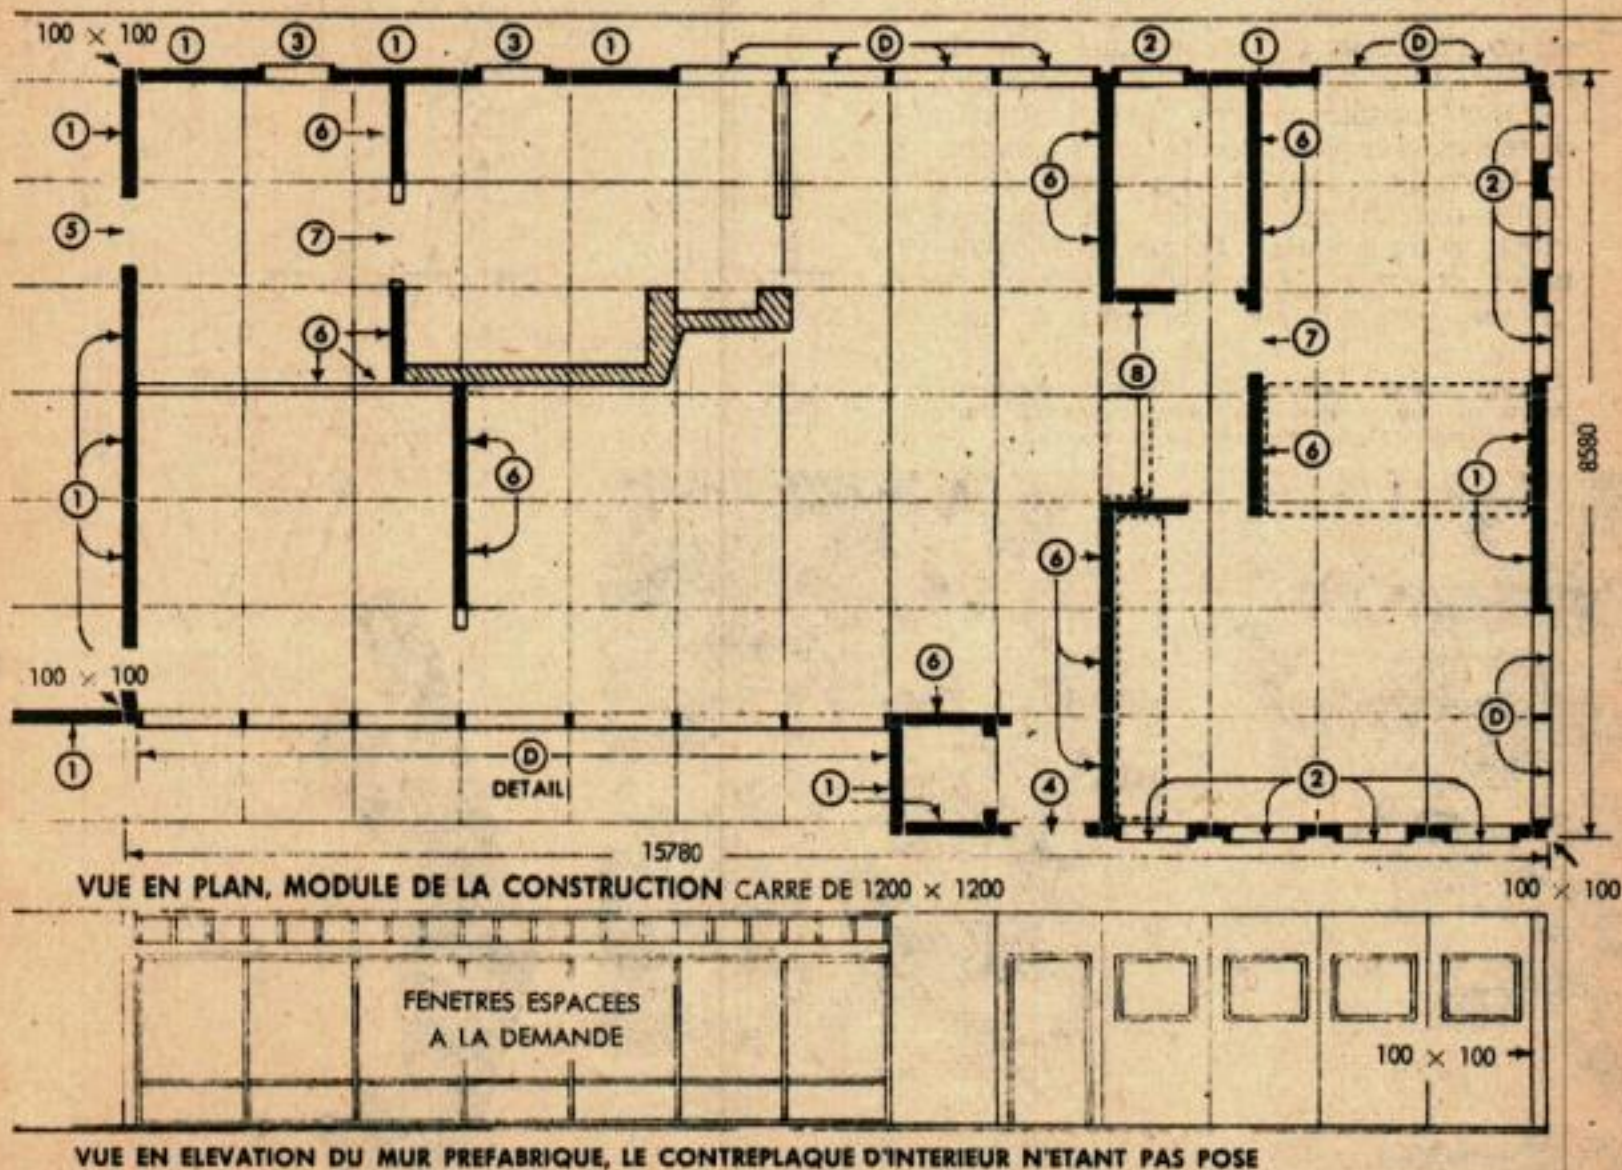 100 × 100 1 3 1 3 1 D 2 1 D
1 6 6 6 2
5 7
6 8 7
1 6 6 1 8580
6
100 × 100 6 D
1 D 1 4 2
DETAIL
15780
VUE EN PLAN, MODULE DE LA CONSTRUCTION CARRE DE 1200 × 1200 100 × 100
FENETRES ESPACEES
A LA DEMANDE
100 × 100
VUE EN ELEVATION DU MUR PREFABRIQUE, LE CONTREPLAQUE D'INTERIEUR N'ETANT PAS POSE